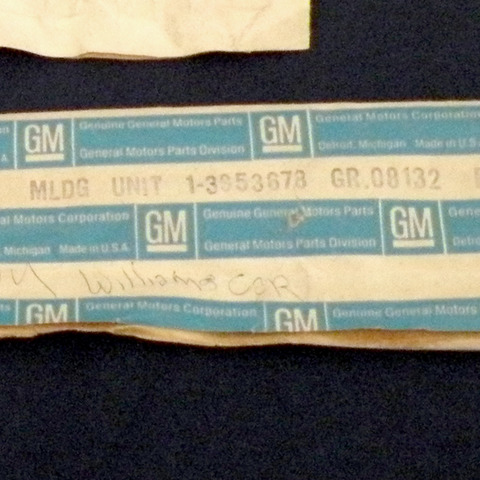 GM Genuine General Motors Parts GM General Motors Corporation
General Motors Parts Division Detroit, Michigan Made in U.S.A.
MLDG UNIT 1-3953678 GR.08132
Motors Corporation GM Genuine General Motors Parts GM Gen
Michigan Made in U.S.A. General Motors Parts Division Detro
Williams CAR
GM General Motors Corporation GM Genuine General Motors